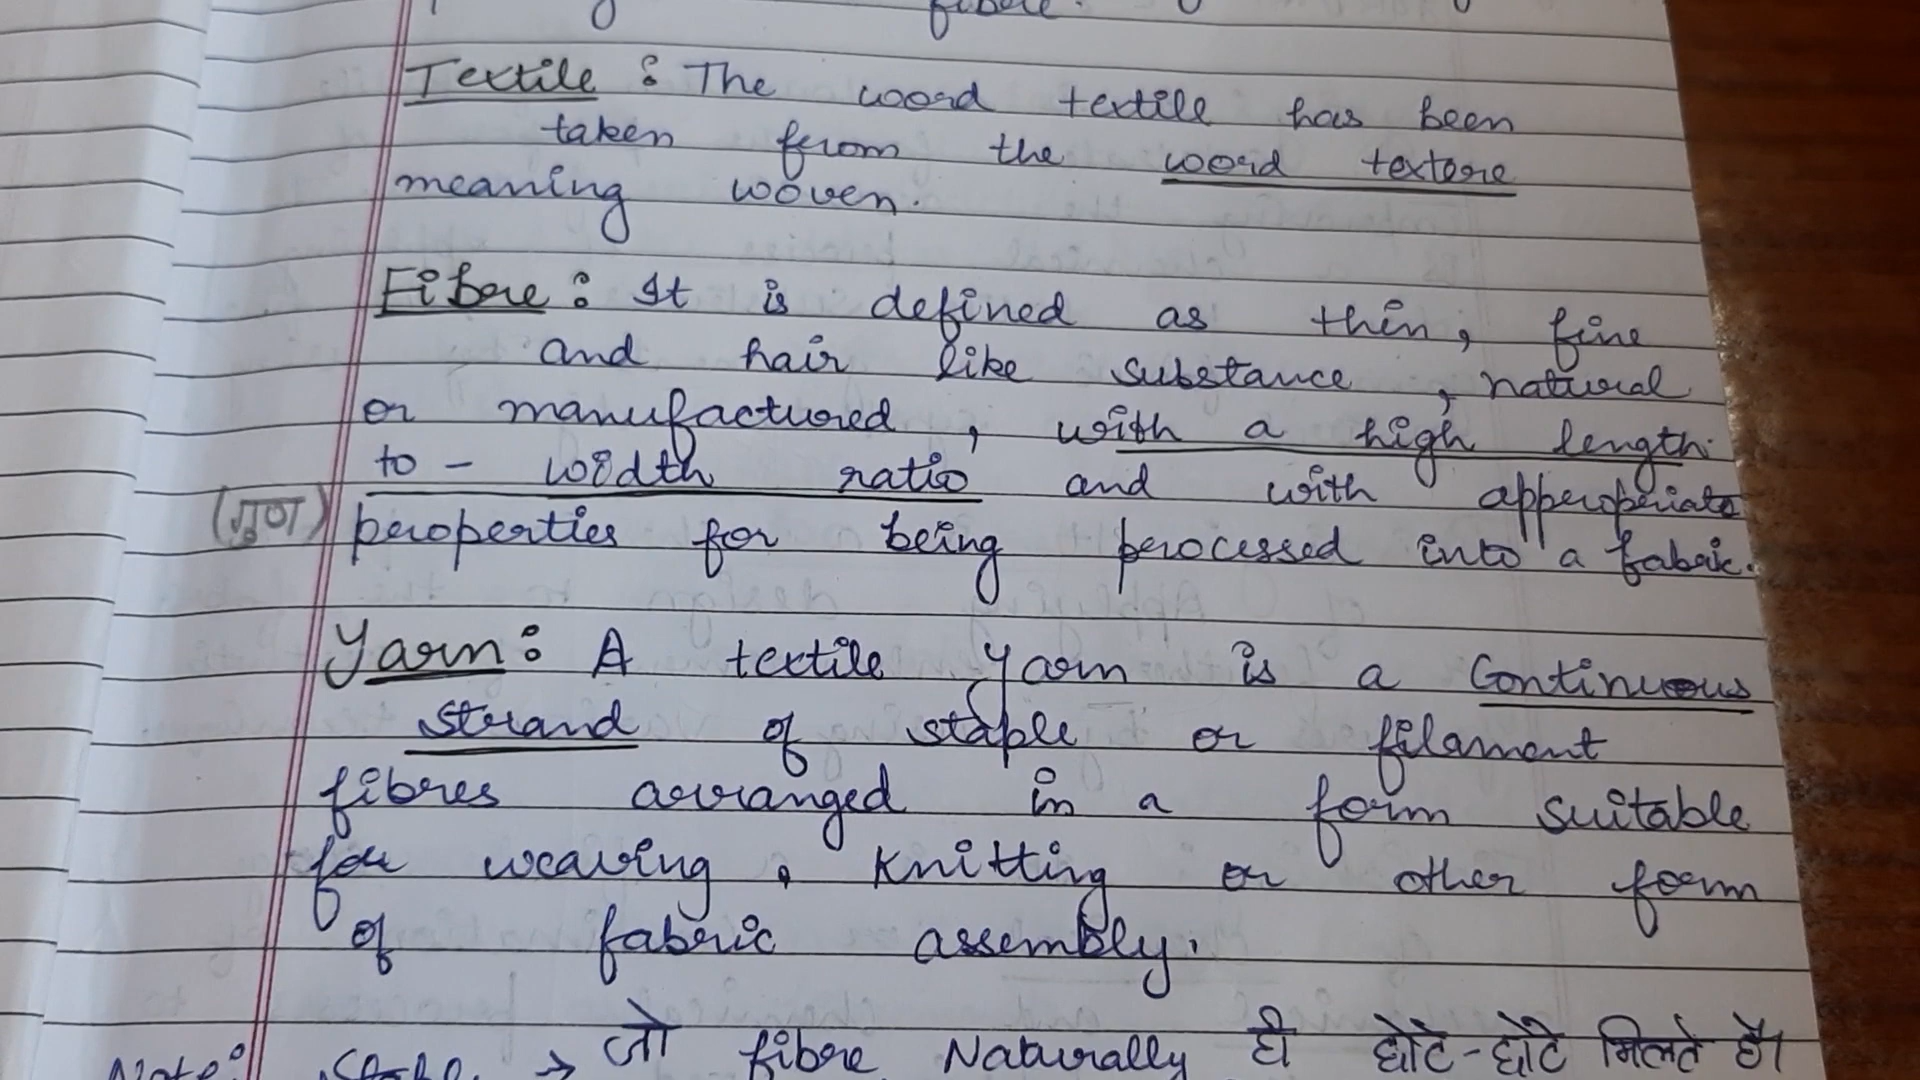 fibre.
Textile : The word textile has been
taken from the word textore
meaning woven.
Fibre : It is defined as thin, fine
and hair like substance, natural
or manufactured, with a high length
to - width ratio and with appropriate
(गुण) properties for being processed into a fabric.
Yarn : A textile yarn is a Continuous
strand of staple or filament
fibres arranged in a form suitable
for weaving, knitting or other form
of fabric assembly.
Note: → जो fibre Naturally ही छोटे-छोटे मिलते हैं।